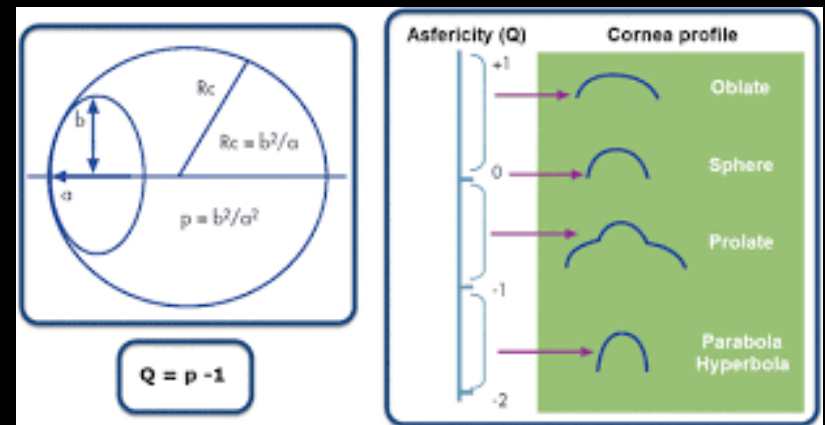 Rc
b
Rc = b²/a
a
p = b²/a²
Q = p -1
Asfericity (Q)
Cornea profile
+1
Oblate
0
Sphere
Prolate
-1
Parabola
Hyperbola
-2